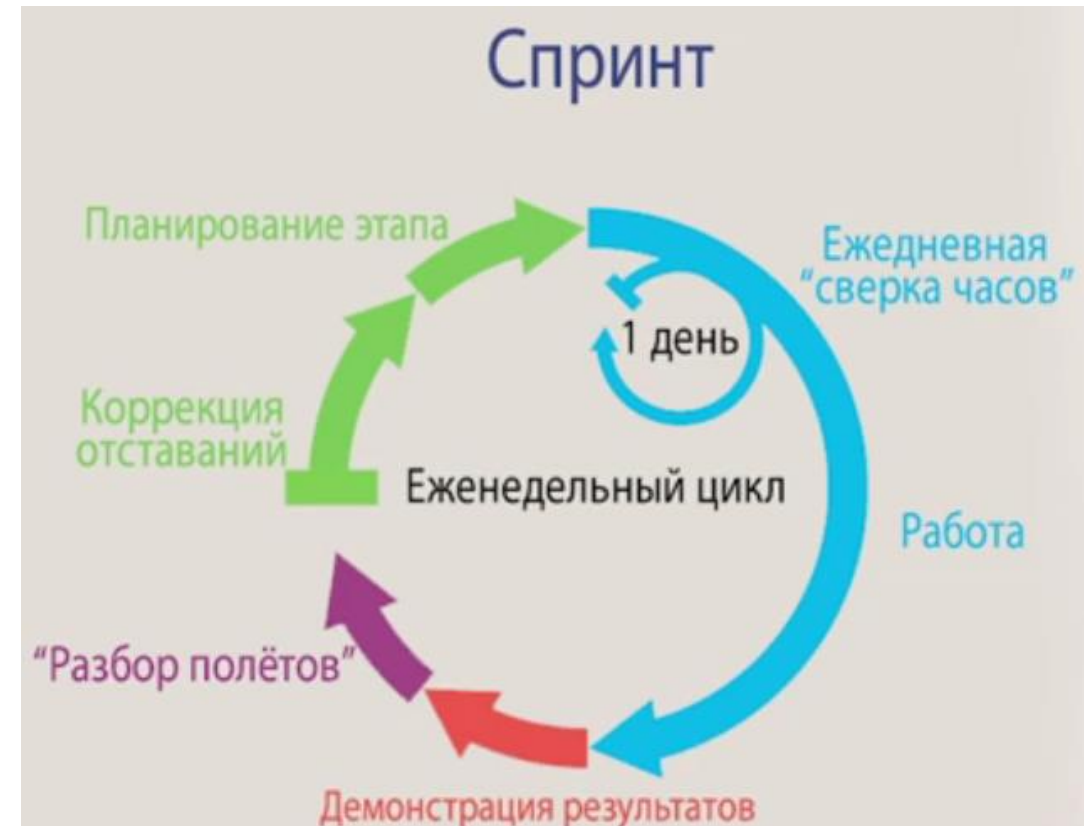 Спринт
Планирование этапа
Ежедневная
“сверка часов”
1 день
Коррекция
отставаний
Еженедельный цикл
Работа
“Разбор полётов”
Демонстрация результатов